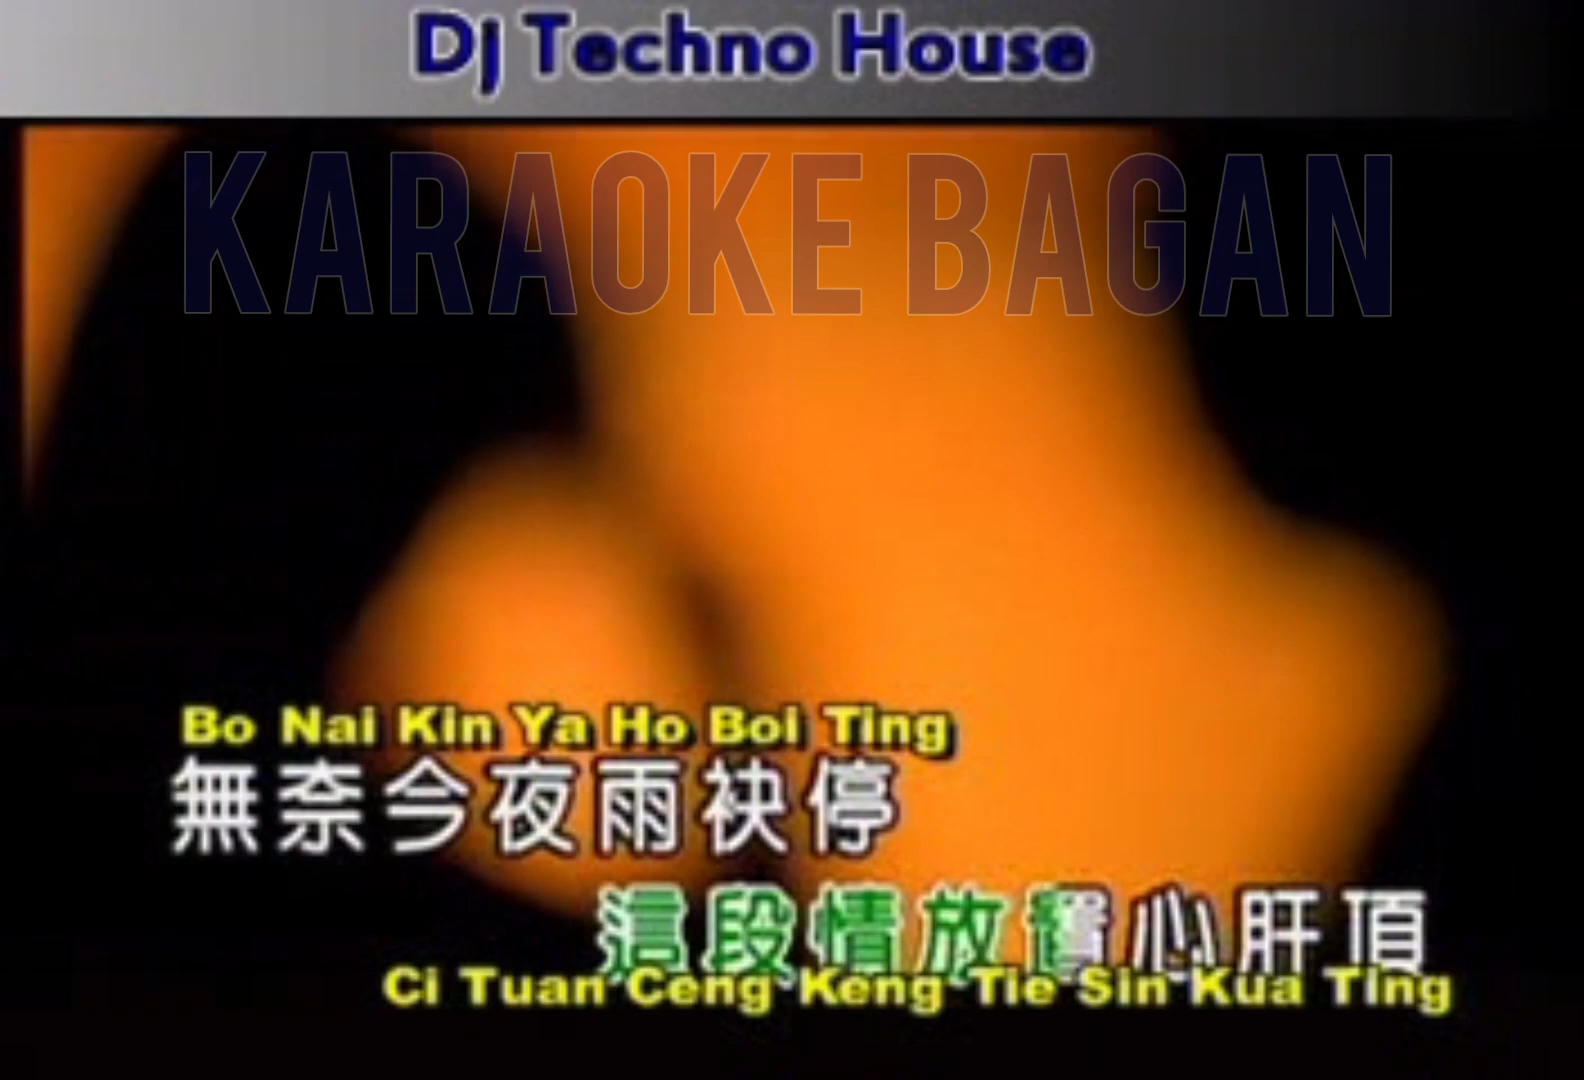 Dj Techno House
KARAOKE BAGAN
Bo Nai Kin Ya Ho Boi Ting
無奈今夜雨袂停
這段情放置心肝頂
Ci Tuan Ceng Keng Tie Sin Kua Ting